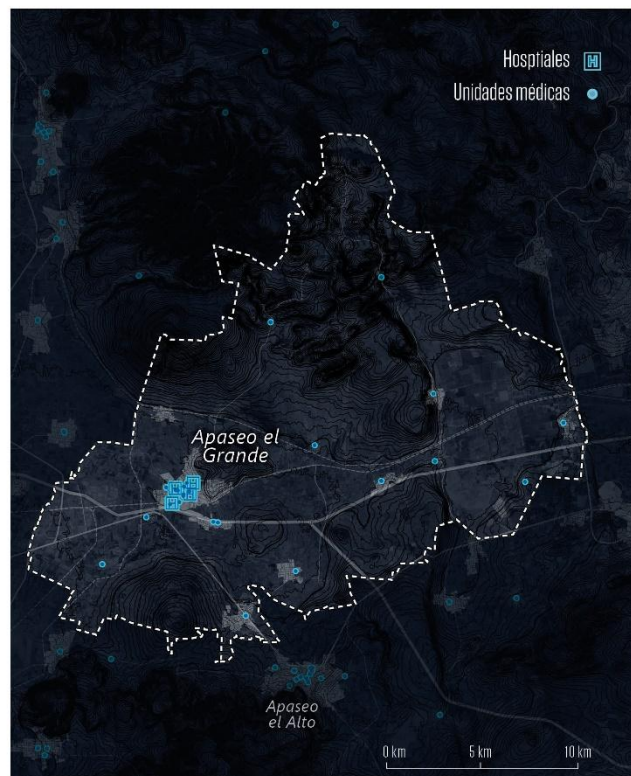 Hosptiales
Unidades médicas
Apaseo el
Grande
Apaseo
el Alto
0 km
5 km
10 km